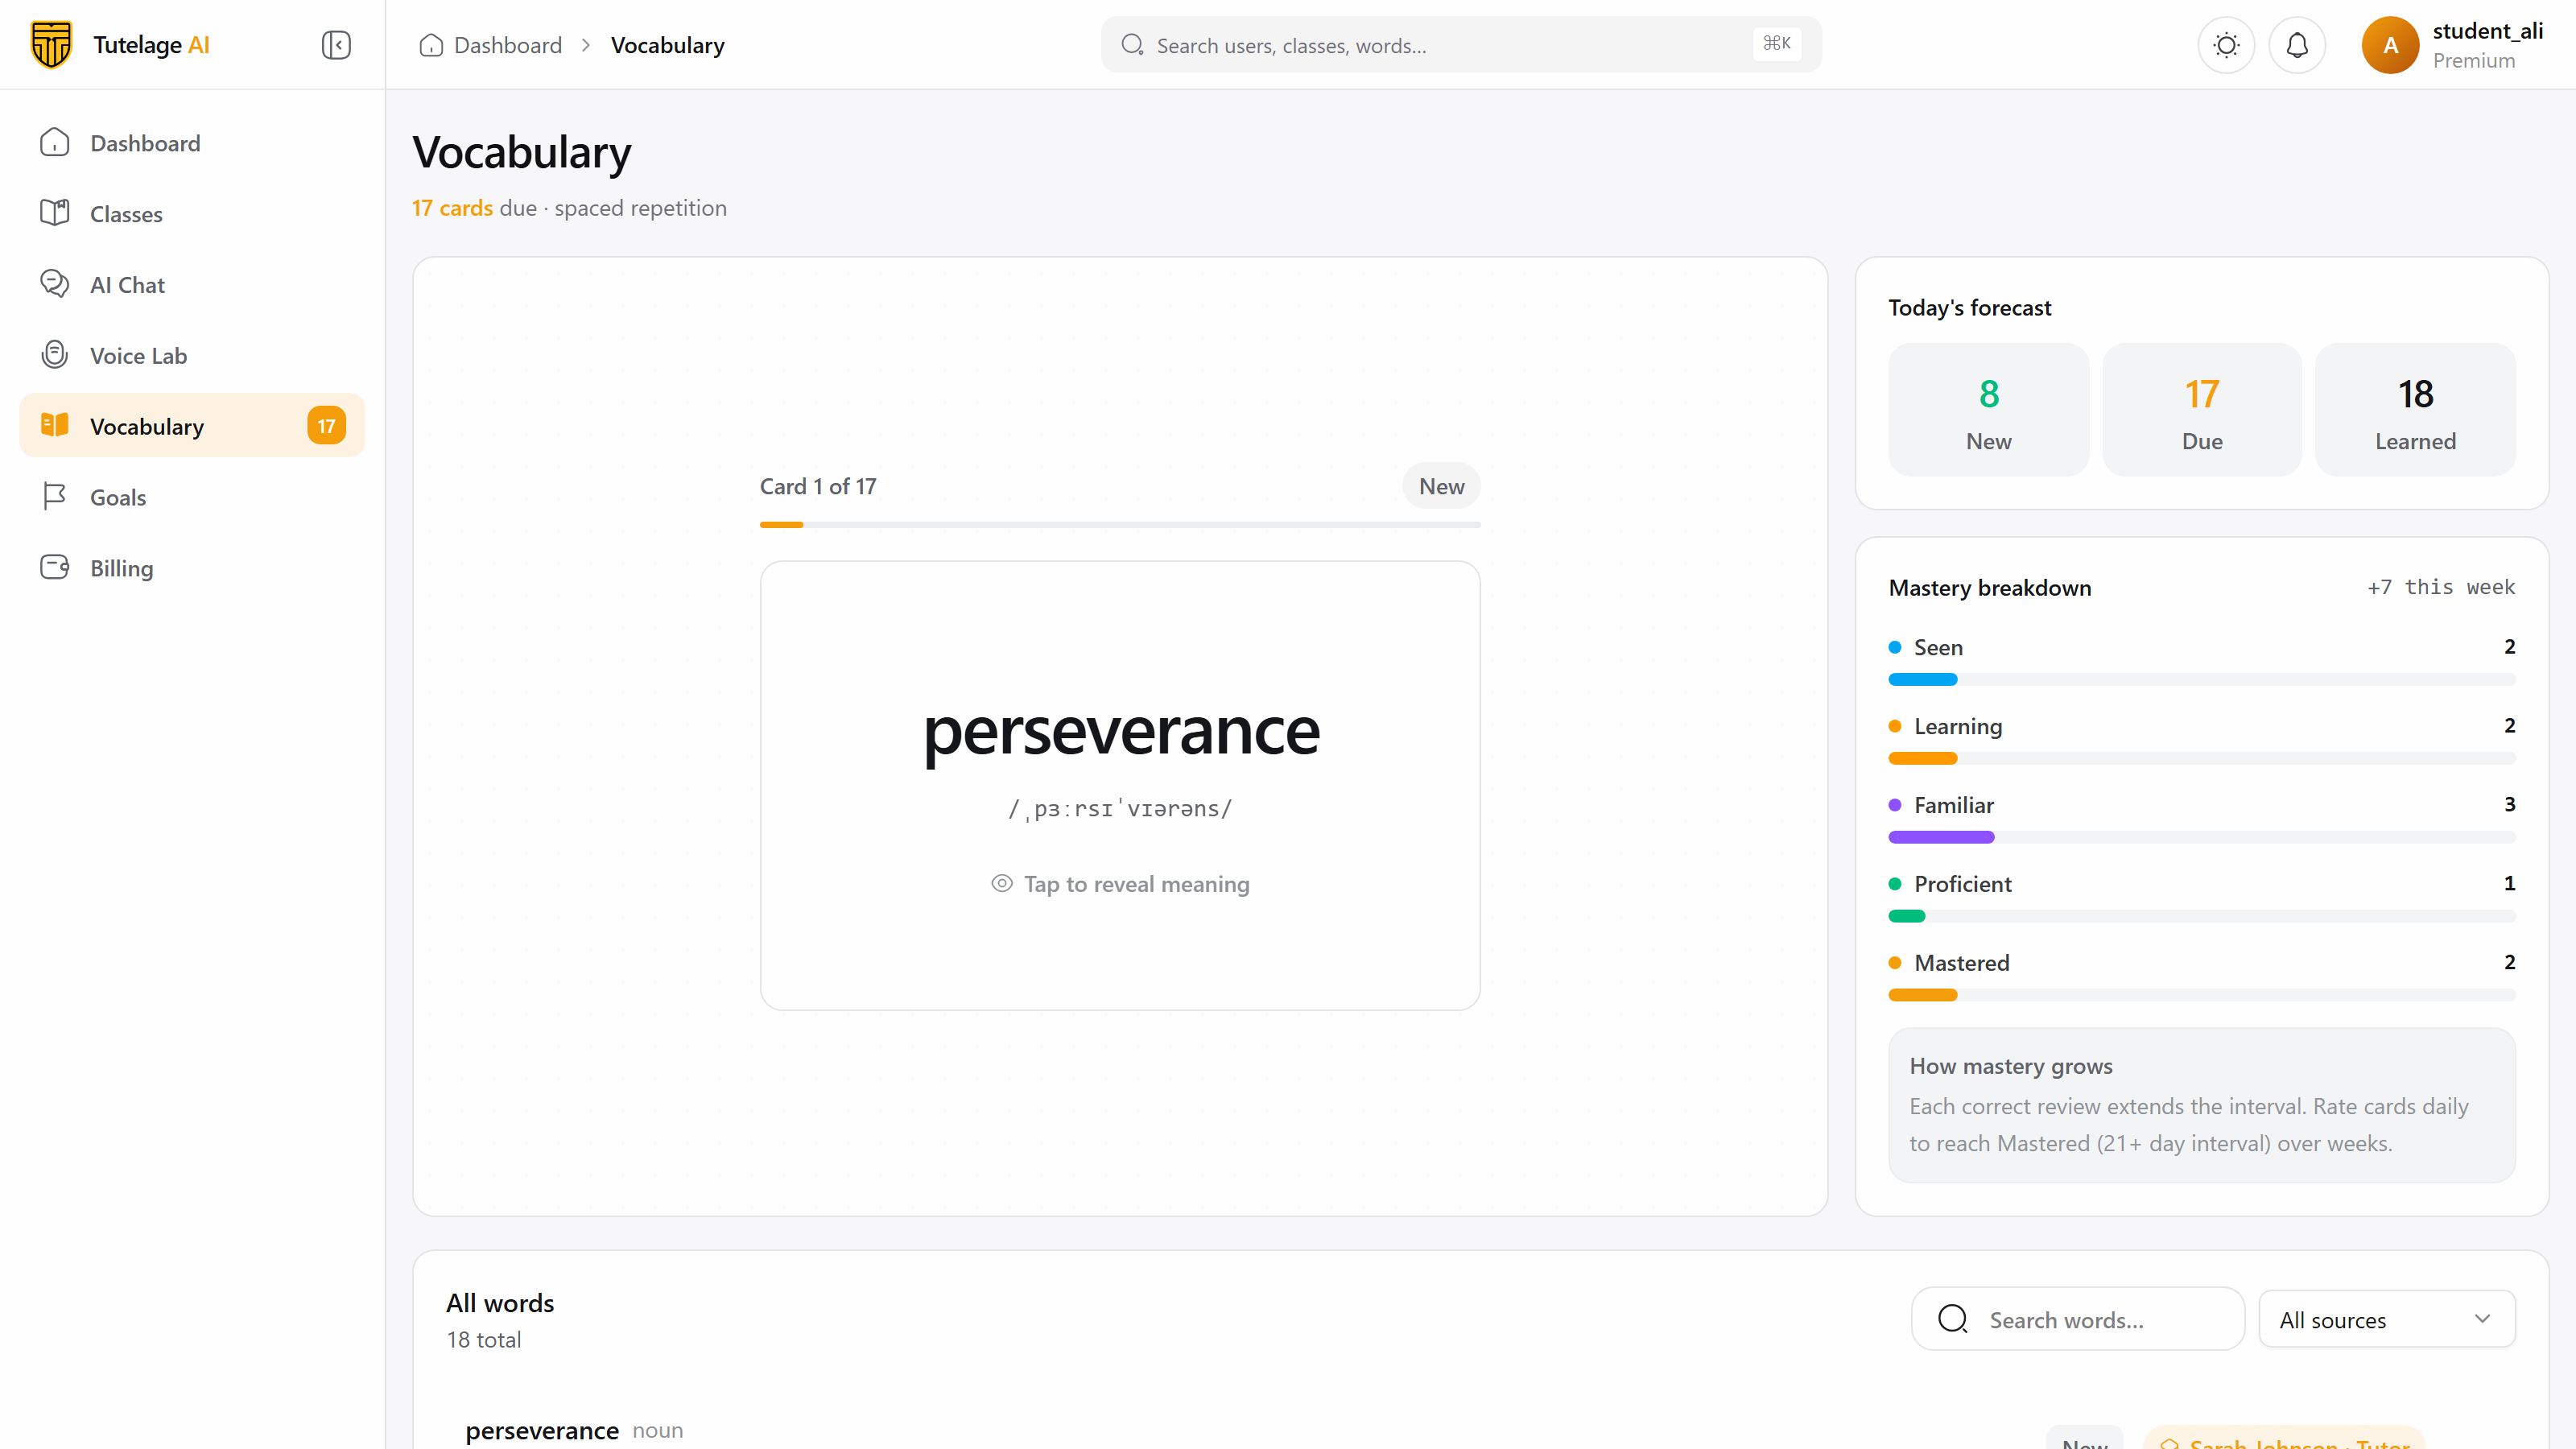 Tutelage AI
Dashboard
Vocabulary
Search users, classes, words...
⌘K
A
student_ali
Premium
Dashboard
Classes
AI Chat
Voice Lab
Vocabulary
17
Goals
Billing
Vocabulary
17 cards due · spaced repetition
Card 1 of 17
New
perseverance
/ˌpɜːrsɪˈvɪərəns/
Tap to reveal meaning
Today's forecast
8
New
17
Due
18
Learned
Mastery breakdown
+7 this week
Seen
2
Learning
2
Familiar
3
Proficient
1
Mastered
2
How mastery grows
Each correct review extends the interval. Rate cards daily
to reach Mastered (21+ day interval) over weeks.
All words
18 total
Search words...
All sources
perseverance noun
New
Sarah Johnson · Tutor